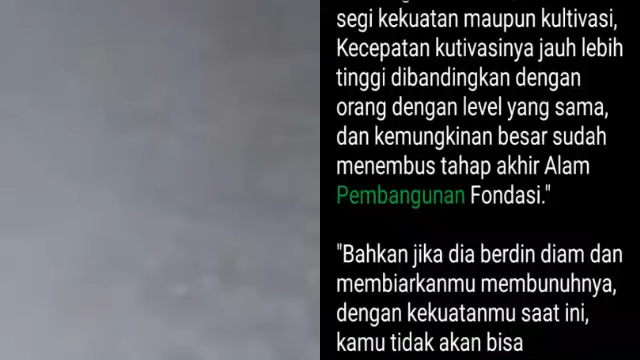 segi kekuatan maupun kultivasi,
Kecepatan kutivasinya jauh lebih
tinggi dibandingkan dengan
orang dengan level yang sama,
dan kemungkinan besar sudah
menembus tahap akhir Alam
Pembangunan Fondasi."
"Bahkan jika dia berdin diam dan
membiarkanmu membunuhnya,
dengan kekuatanmu saat ini,
kamu tidak akan bisa